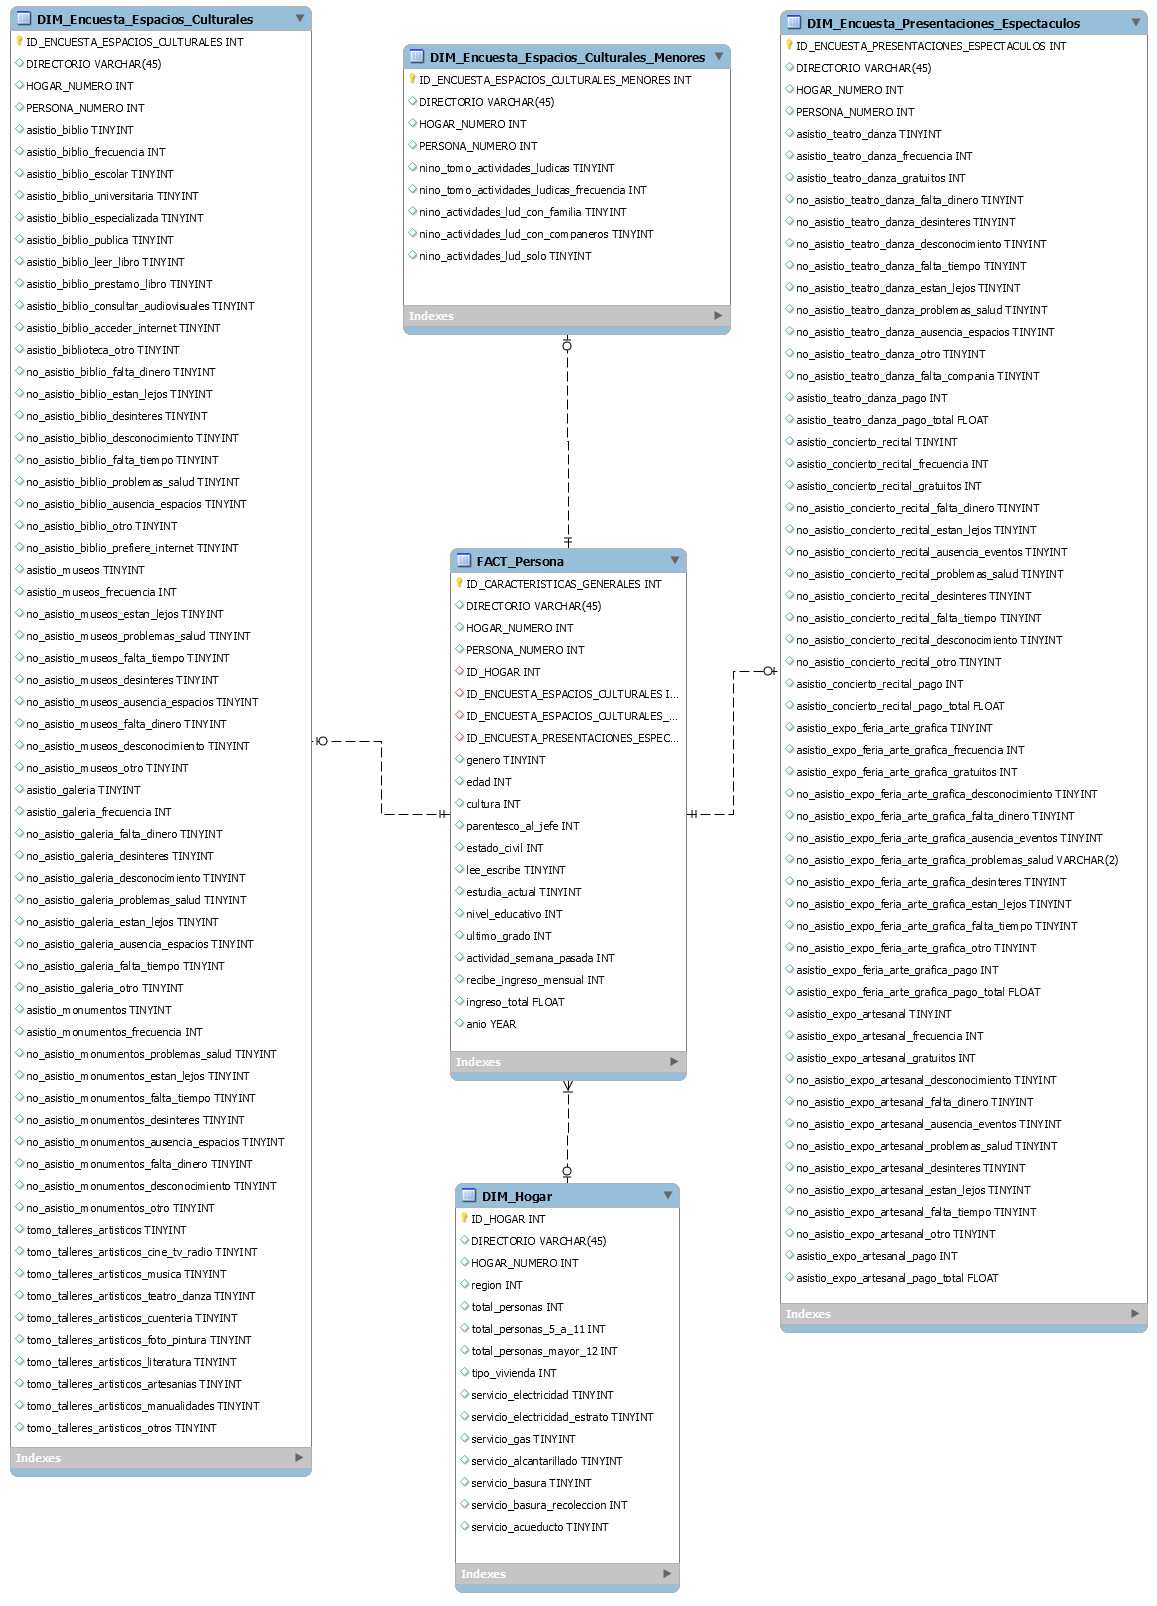 DIM_Encuesta_Espacios_Culturales
ID_ENCUESTA_ESPACIOS_CULTURALES INT
DIRECTORIO VARCHAR(45)
HOGAR_NUMERO INT
PERSONA_NUMERO INT
asistio_biblio TINYINT
asistio_biblio_frecuencia INT
asistio_biblio_escolar TINYINT
asistio_biblio_universitaria TINYINT
asistio_biblio_especializada TINYINT
asistio_biblio_publica TINYINT
asistio_biblio_leer_libro TINYINT
asistio_biblio_prestamo_libro TINYINT
asistio_biblio_consultar_audiovisuales TINYINT
asistio_biblio_acceder_internet TINYINT
asistio_biblioteca_otro TINYINT
no_asistio_biblio_falta_dinero TINYINT
no_asistio_biblio_estan_lejos TINYINT
no_asistio_biblio_desinteres TINYINT
no_asistio_biblio_desconocimiento TINYINT
no_asistio_biblio_falta_tiempo TINYINT
no_asistio_biblio_problemas_salud TINYINT
no_asistio_biblio_ausencia_espacios TINYINT
no_asistio_biblio_otro TINYINT
no_asistio_biblio_prefiere_internet TINYINT
asistio_museos TINYINT
asistio_museos_frecuencia INT
no_asistio_museos_estan_lejos TINYINT
no_asistio_museos_problemas_salud TINYINT
no_asistio_museos_falta_tiempo TINYINT
no_asistio_museos_desinteres TINYINT
no_asistio_museos_ausencia_espacios TINYINT
no_asistio_museos_falta_dinero TINYINT
no_asistio_museos_desconocimiento TINYINT
no_asistio_museos_otro TINYINT
asistio_galeria TINYINT
asistio_galeria_frecuencia INT
no_asistio_galeria_falta_dinero TINYINT
no_asistio_galeria_desinteres TINYINT
no_asistio_galeria_desconocimiento TINYINT
no_asistio_galeria_problemas_salud TINYINT
no_asistio_galeria_estan_lejos TINYINT
no_asistio_galeria_ausencia_espacios TINYINT
no_asistio_galeria_falta_tiempo TINYINT
no_asistio_galeria_otro TINYINT
asistio_monumentos TINYINT
asistio_monumentos_frecuencia INT
no_asistio_monumentos_problemas_salud TINYINT
no_asistio_monumentos_estan_lejos TINYINT
no_asistio_monumentos_falta_tiempo TINYINT
no_asistio_monumentos_desinteres TINYINT
no_asistio_monumentos_ausencia_espacios TINYINT
no_asistio_monumentos_falta_dinero TINYINT
no_asistio_monumentos_desconocimiento TINYINT
no_asistio_monumentos_otro TINYINT
tomo_talleres_artisticos TINYINT
tomo_talleres_artisticos_cine_tv_radio TINYINT
tomo_talleres_artisticos_musica TINYINT
tomo_talleres_artisticos_teatro_danza TINYINT
tomo_talleres_artisticos_cuenteria TINYINT
tomo_talleres_artisticos_foto_pintura TINYINT
tomo_talleres_artisticos_literatura TINYINT
tomo_talleres_artisticos_artesanias TINYINT
tomo_talleres_artisticos_manualidades TINYINT
tomo_talleres_artisticos_otros TINYINT
Indexes
DIM_Encuesta_Espacios_Culturales_Menores
ID_ENCUESTA_ESPACIOS_CULTURALES_MENORES INT
DIRECTORIO VARCHAR(45)
HOGAR_NUMERO INT
PERSONA_NUMERO INT
nino_tomo_actividades_ludicas TINYINT
nino_tomo_actividades_ludicas_frecuencia INT
nino_actividades_lud_con_familia TINYINT
nino_actividades_lud_con_companeros TINYINT
nino_actividades_lud_solo TINYINT
Indexes
FACT_Persona
ID_CARACTERISTICAS_GENERALES INT
DIRECTORIO VARCHAR(45)
HOGAR_NUMERO INT
PERSONA_NUMERO INT
ID_HOGAR INT
ID_ENCUESTA_ESPACIOS_CULTURALES I...
ID_ENCUESTA_ESPACIOS_CULTURALES_...
ID_ENCUESTA_PRESENTACIONES_ESPEC...
genero TINYINT
edad INT
cultura INT
parentesco_al_jefe INT
estado_civil INT
lee_escribe TINYINT
estudia_actual TINYINT
nivel_educativo INT
ultimo_grado INT
actividad_semana_pasada INT
recibe_ingreso_mensual INT
ingreso_total FLOAT
anio YEAR
Indexes
DIM_Hogar
ID_HOGAR INT
DIRECTORIO VARCHAR(45)
HOGAR_NUMERO INT
region INT
total_personas INT
total_personas_5_a_11 INT
total_personas_mayor_12 INT
tipo_vivienda INT
servicio_electricidad TINYINT
servicio_electricidad_estrato TINYINT
servicio_gas TINYINT
servicio_alcantarillado TINYINT
servicio_basura TINYINT
servicio_basura_recoleccion INT
servicio_acueducto TINYINT
Indexes
DIM_Encuesta_Presentaciones_Espectaculos
ID_ENCUESTA_PRESENTACIONES_ESPECTACULOS INT
DIRECTORIO VARCHAR(45)
HOGAR_NUMERO INT
PERSONA_NUMERO INT
asistio_teatro_danza TINYINT
asistio_teatro_danza_frecuencia INT
asistio_teatro_danza_gratuitos INT
no_asistio_teatro_danza_falta_dinero TINYINT
no_asistio_teatro_danza_desinteres TINYINT
no_asistio_teatro_danza_desconocimiento TINYINT
no_asistio_teatro_danza_falta_tiempo TINYINT
no_asistio_teatro_danza_estan_lejos TINYINT
no_asistio_teatro_danza_problemas_salud TINYINT
no_asistio_teatro_danza_ausencia_espacios TINYINT
no_asistio_teatro_danza_otro TINYINT
no_asistio_teatro_danza_falta_compania TINYINT
asistio_teatro_danza_pago INT
asistio_teatro_danza_pago_total FLOAT
asistio_concierto_recital TINYINT
asistio_concierto_recital_frecuencia INT
asistio_concierto_recital_gratuitos INT
no_asistio_concierto_recital_falta_dinero TINYINT
no_asistio_concierto_recital_estan_lejos TINYINT
no_asistio_concierto_recital_ausencia_eventos TINYINT
no_asistio_concierto_recital_problemas_salud TINYINT
no_asistio_concierto_recital_desinteres TINYINT
no_asistio_concierto_recital_falta_tiempo TINYINT
no_asistio_concierto_recital_desconocimiento TINYINT
no_asistio_concierto_recital_otro TINYINT
asistio_concierto_recital_pago INT
asistio_concierto_recital_pago_total FLOAT
asistio_expo_feria_arte_grafica TINYINT
asistio_expo_feria_arte_grafica_frecuencia INT
asistio_expo_feria_arte_grafica_gratuitos INT
no_asistio_expo_feria_arte_grafica_desconocimiento TINYINT
no_asistio_expo_feria_arte_grafica_falta_dinero TINYINT
no_asistio_expo_feria_arte_grafica_ausencia_eventos TINYINT
no_asistio_expo_feria_arte_grafica_problemas_salud VARCHAR(2)
no_asistio_expo_feria_arte_grafica_desinteres TINYINT
no_asistio_expo_feria_arte_grafica_estan_lejos TINYINT
no_asistio_expo_feria_arte_grafica_falta_tiempo TINYINT
no_asistio_expo_feria_arte_grafica_otro TINYINT
asistio_expo_feria_arte_grafica_pago INT
asistio_expo_feria_arte_grafica_pago_total FLOAT
asistio_expo_artesanal TINYINT
asistio_expo_artesanal_frecuencia INT
asistio_expo_artesanal_gratuitos INT
no_asistio_expo_artesanal_desconocimiento TINYINT
no_asistio_expo_artesanal_falta_dinero TINYINT
no_asistio_expo_artesanal_ausencia_eventos TINYINT
no_asistio_expo_artesanal_problemas_salud TINYINT
no_asistio_expo_artesanal_desinteres TINYINT
no_asistio_expo_artesanal_estan_lejos TINYINT
no_asistio_expo_artesanal_falta_tiempo TINYINT
no_asistio_expo_artesanal_otro TINYINT
asistio_expo_artesanal_pago INT
asistio_expo_artesanal_pago_total FLOAT
Indexes